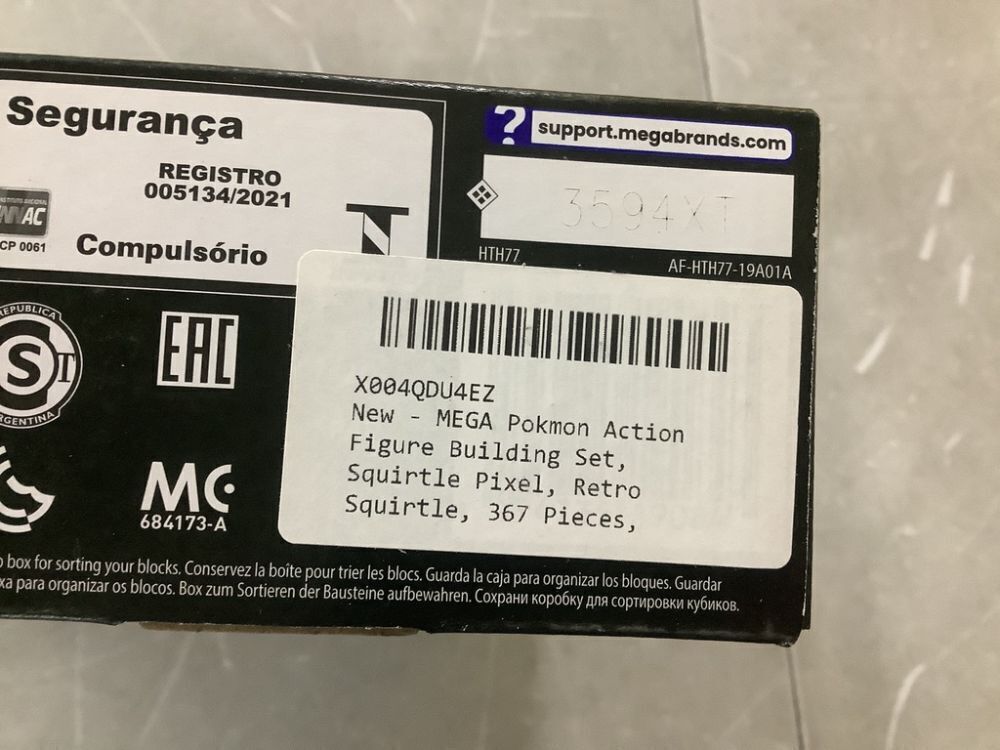 Segurança
REGISTRO
005134/2021
CP 0061
Compulsório
?
support.megabrands.com
3594XT
HTH77
AF-HTH77-19A01A
REPUBLICA
S
ARGENTINA
EAC
MC
684173-A
X004QDU4EZ
New - MEGA Pokmon Action
Figure Building Set,
Squirtle Pixel, Retro
Squirtle, 367 Pieces,
box for sorting your blocks. Conservez la boîte pour trier les blocs. Guarda la caja para organizar los bloques. Guardar
para organizar os blocos. Box zum Sortieren der Bausteine aufbewahren. Сохрани коробку для сортировки кубиков.